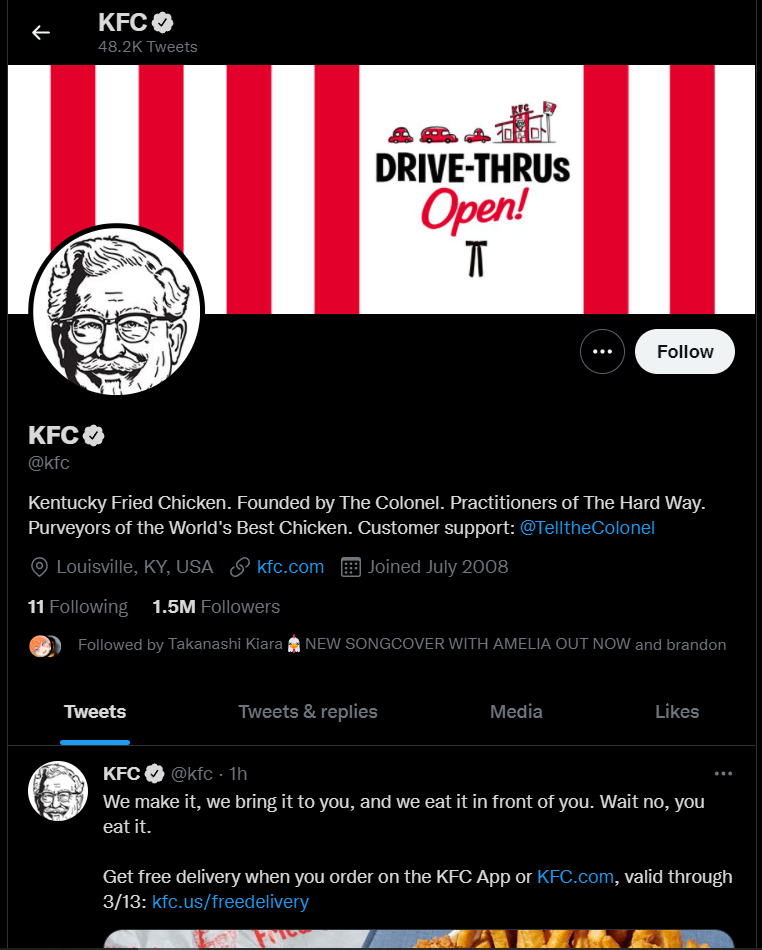 KFC
48.2K Tweets
KFC
DRIVE-THRUs
Open!
Follow
KFC
@kfc
Kentucky Fried Chicken. Founded by The Colonel. Practitioners of The Hard Way.
Purveyors of the World's Best Chicken. Customer support: @TelltheColonel
Louisville, KY, USA kfc.com Joined July 2008
11 Following 1.5M Followers
Followed by Takanashi Kiara🐔NEW SONGCOVER WITH AMELIA OUT NOW and brandon
Tweets Tweets & replies Media Likes
KFC @kfc · 1h
We make it, we bring it to you, and we eat it in front of you. Wait no, you
eat it.
Get free delivery when you order on the KFC App or KFC.com, valid through
3/13: kfc.us/freedelivery